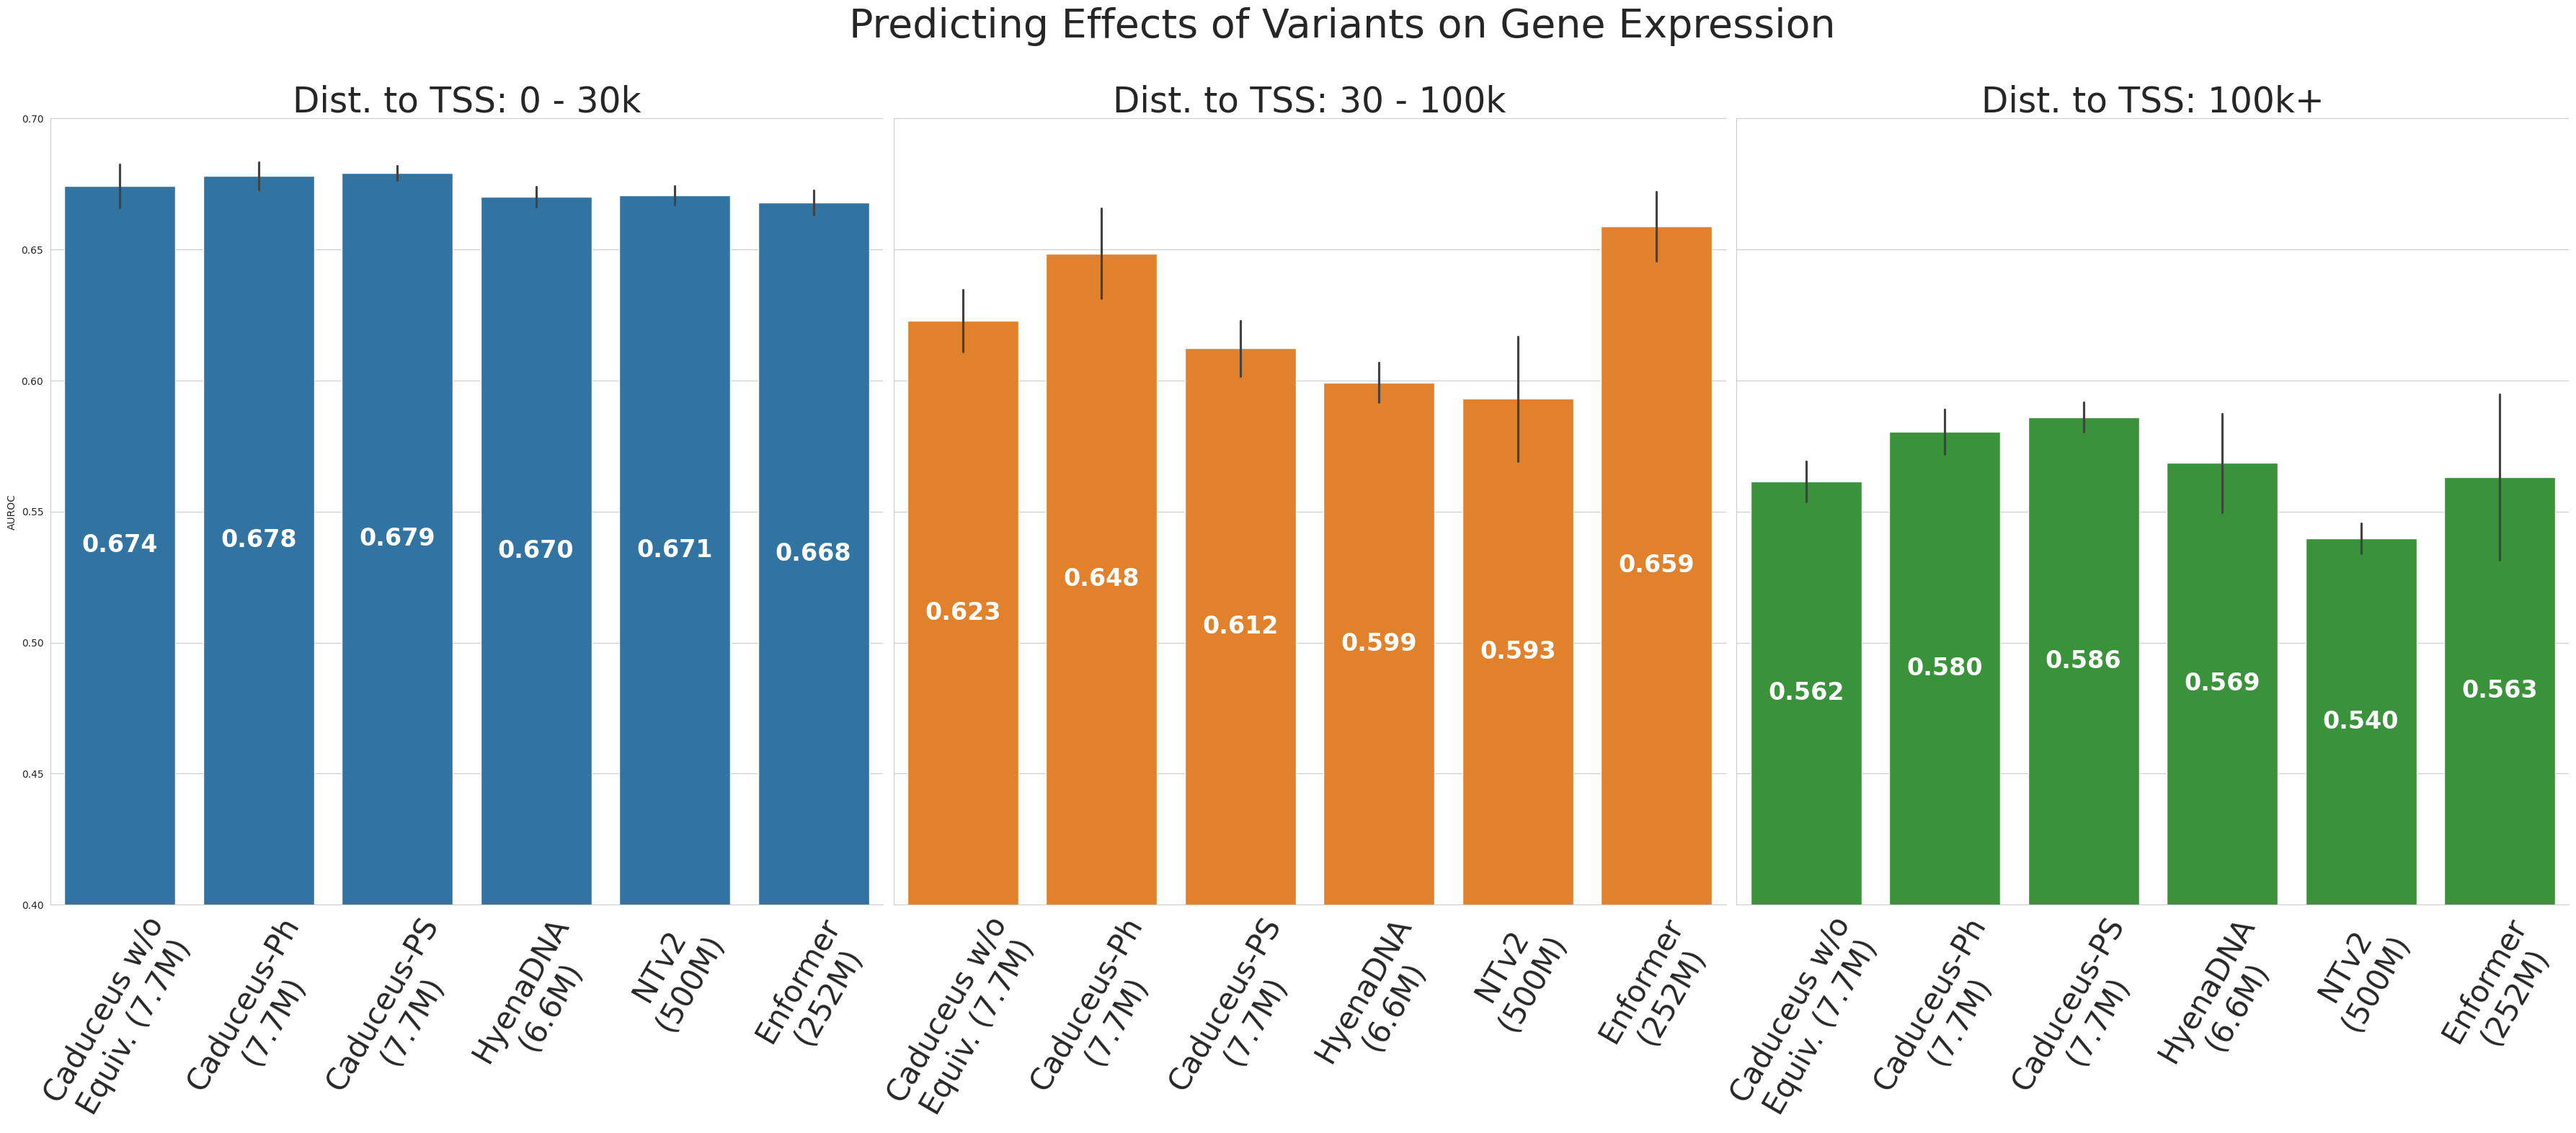 Predicting Effects of Variants on Gene Expression
Dist. to TSS: 0 - 30k
Dist. to TSS: 30 - 100k
Dist. to TSS: 100k+
AUROC
0.70
0.65
0.60
0.55
0.50
0.45
0.40
0.674
0.678
0.679
0.670
0.671
0.668
0.623
0.648
0.612
0.599
0.593
0.659
0.562
0.580
0.586
0.569
0.540
0.563
Caduceus w/o
Equiv. (7.7M)
Caduceus-Ph
(7.7M)
Caduceus-PS
(7.7M)
HyenaDNA
(6.6M)
NTv2
(500M)
Enformer
(252M)
Caduceus w/o
Equiv. (7.7M)
Caduceus-Ph
(7.7M)
Caduceus-PS
(7.7M)
HyenaDNA
(6.6M)
NTv2
(500M)
Enformer
(252M)
Caduceus w/o
Equiv. (7.7M)
Caduceus-Ph
(7.7M)
Caduceus-PS
(7.7M)
HyenaDNA
(6.6M)
NTv2
(500M)
Enformer
(252M)